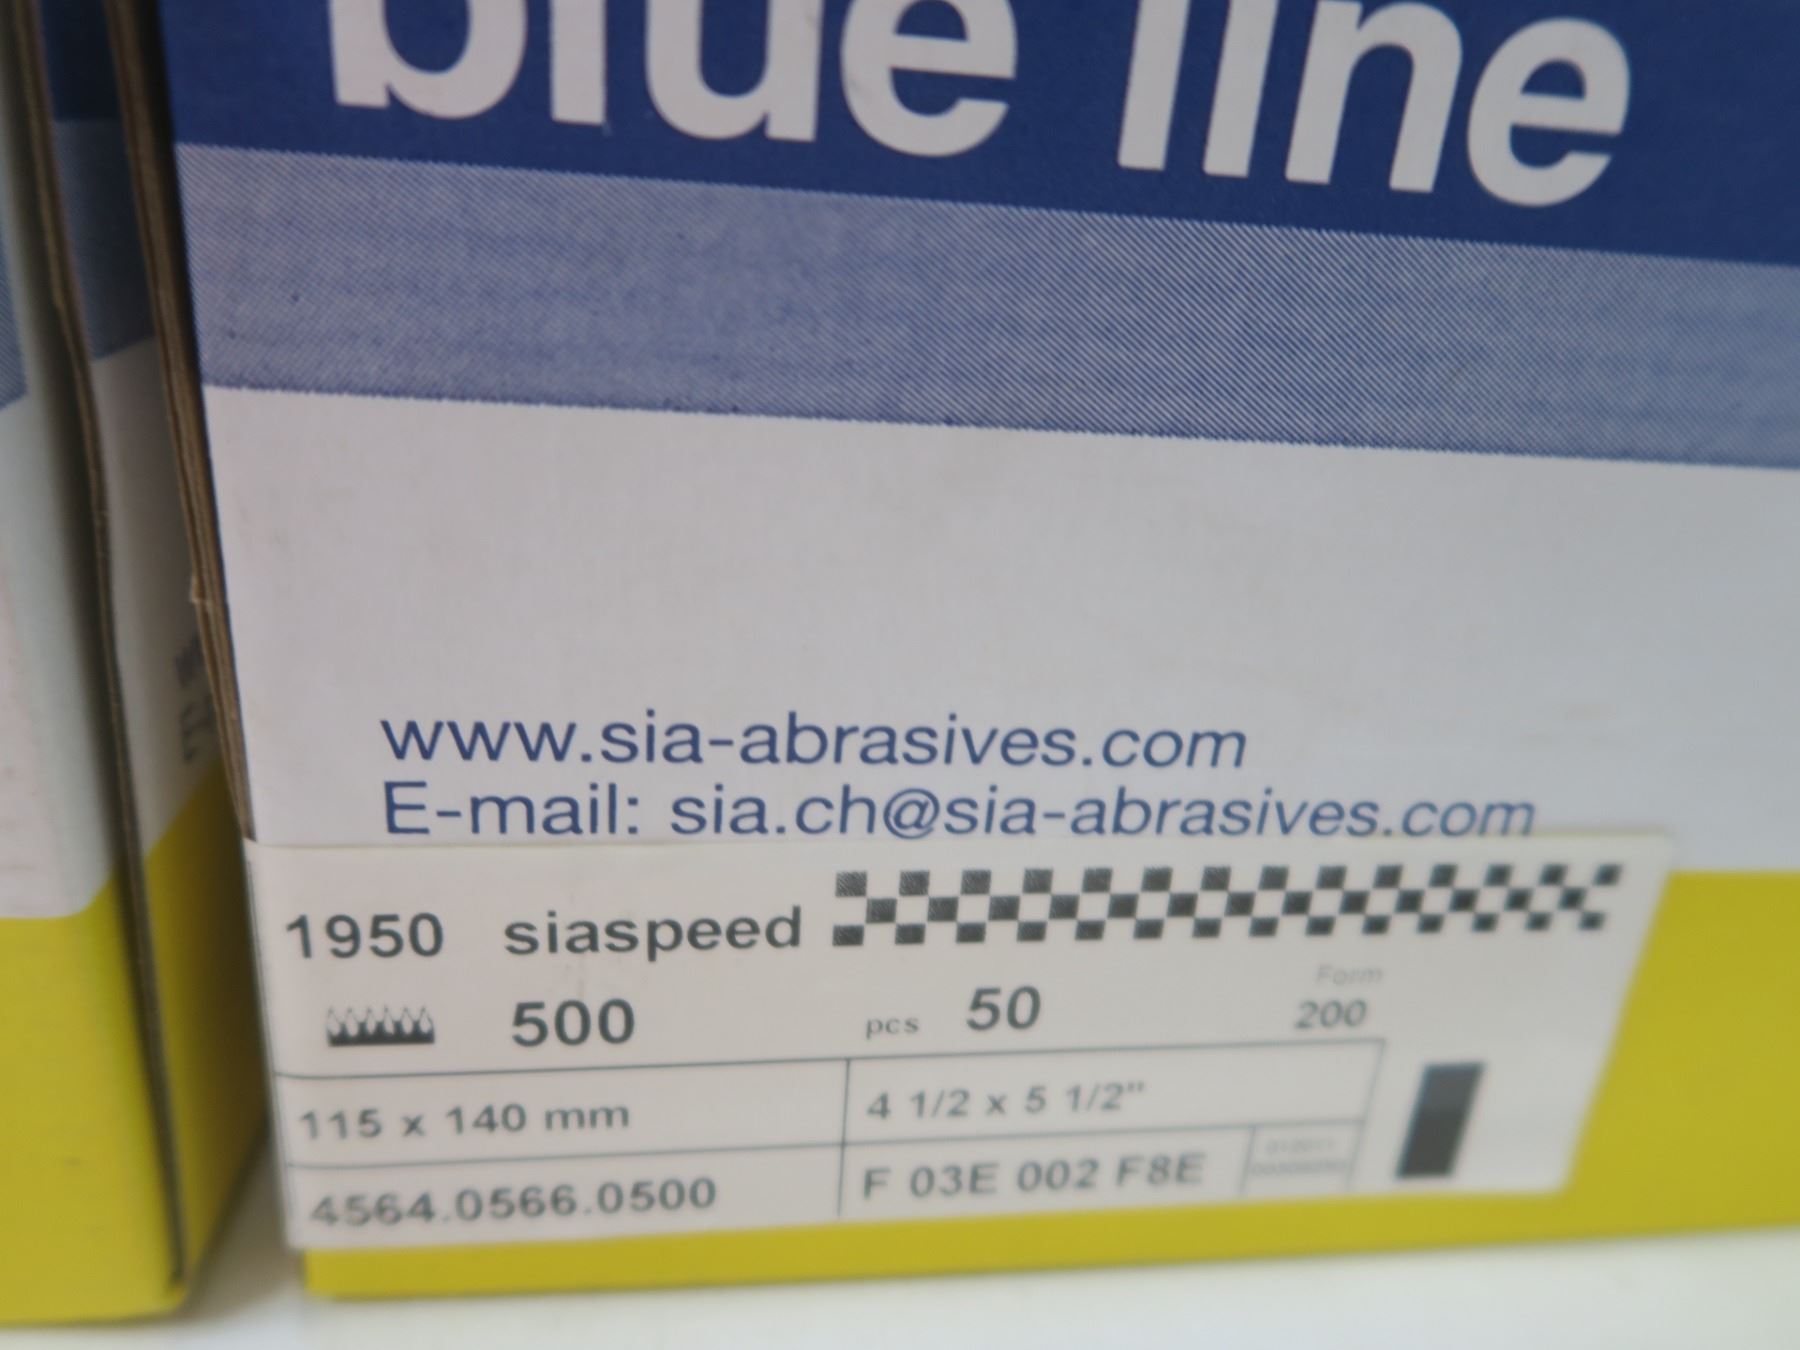 blue line
www.sia-abrasives.com
E-mail: sia.ch@sia-abrasives.com
1950 siaspeed
500 pcs 50 Form 200
115 x 140 mm 4 1/2 x 5 1/2"
4564.0566.0500 F 03E 002 F8E